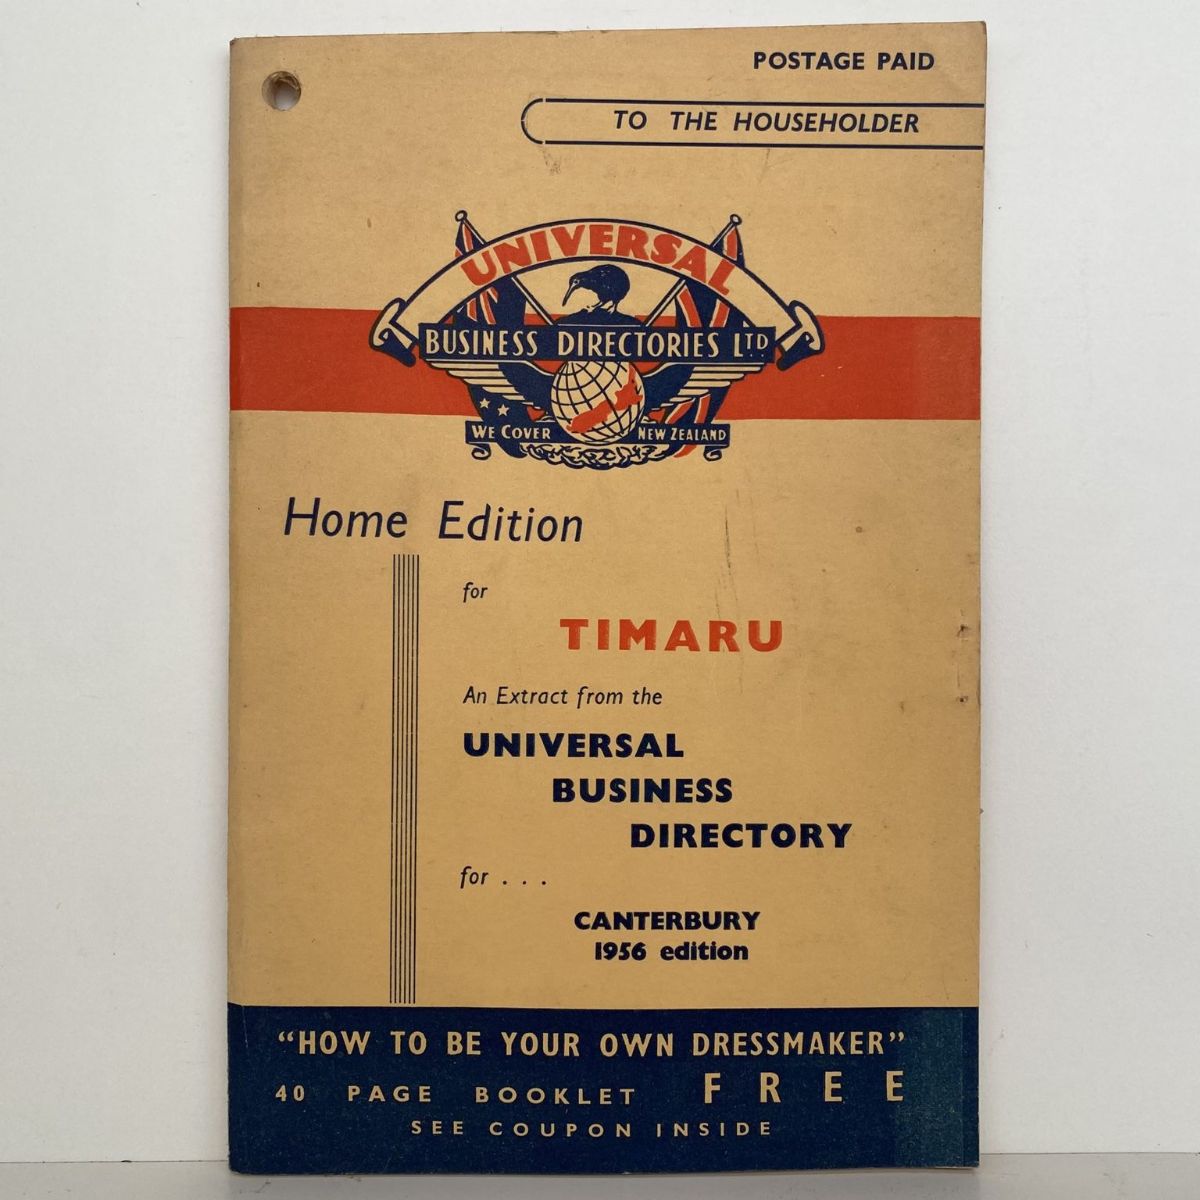 POSTAGE PAID
TO THE HOUSEHOLDER
UNIVERSAL
BUSINESS DIRECTORIES LTD
WE COVER NEW ZEALAND
Home Edition
for
TIMARU
An Extract from the
UNIVERSAL
BUSINESS
DIRECTORY
for . . .
CANTERBURY
1956 edition
"HOW TO BE YOUR OWN DRESSMAKER"
40 PAGE BOOKLET FREE
SEE COUPON INSIDE